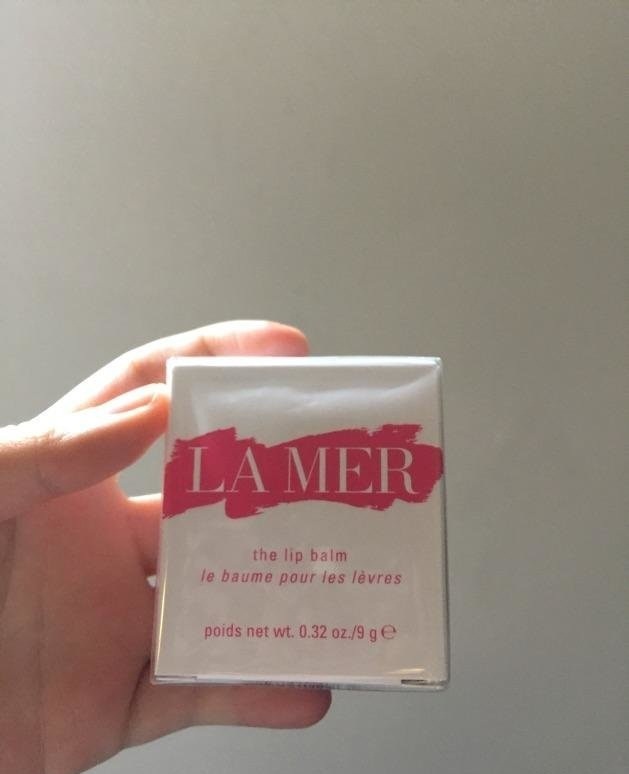 LA MER
the lip balm
le baume pour les lèvres
poids net wt. 0.32 oz./9 g ℮